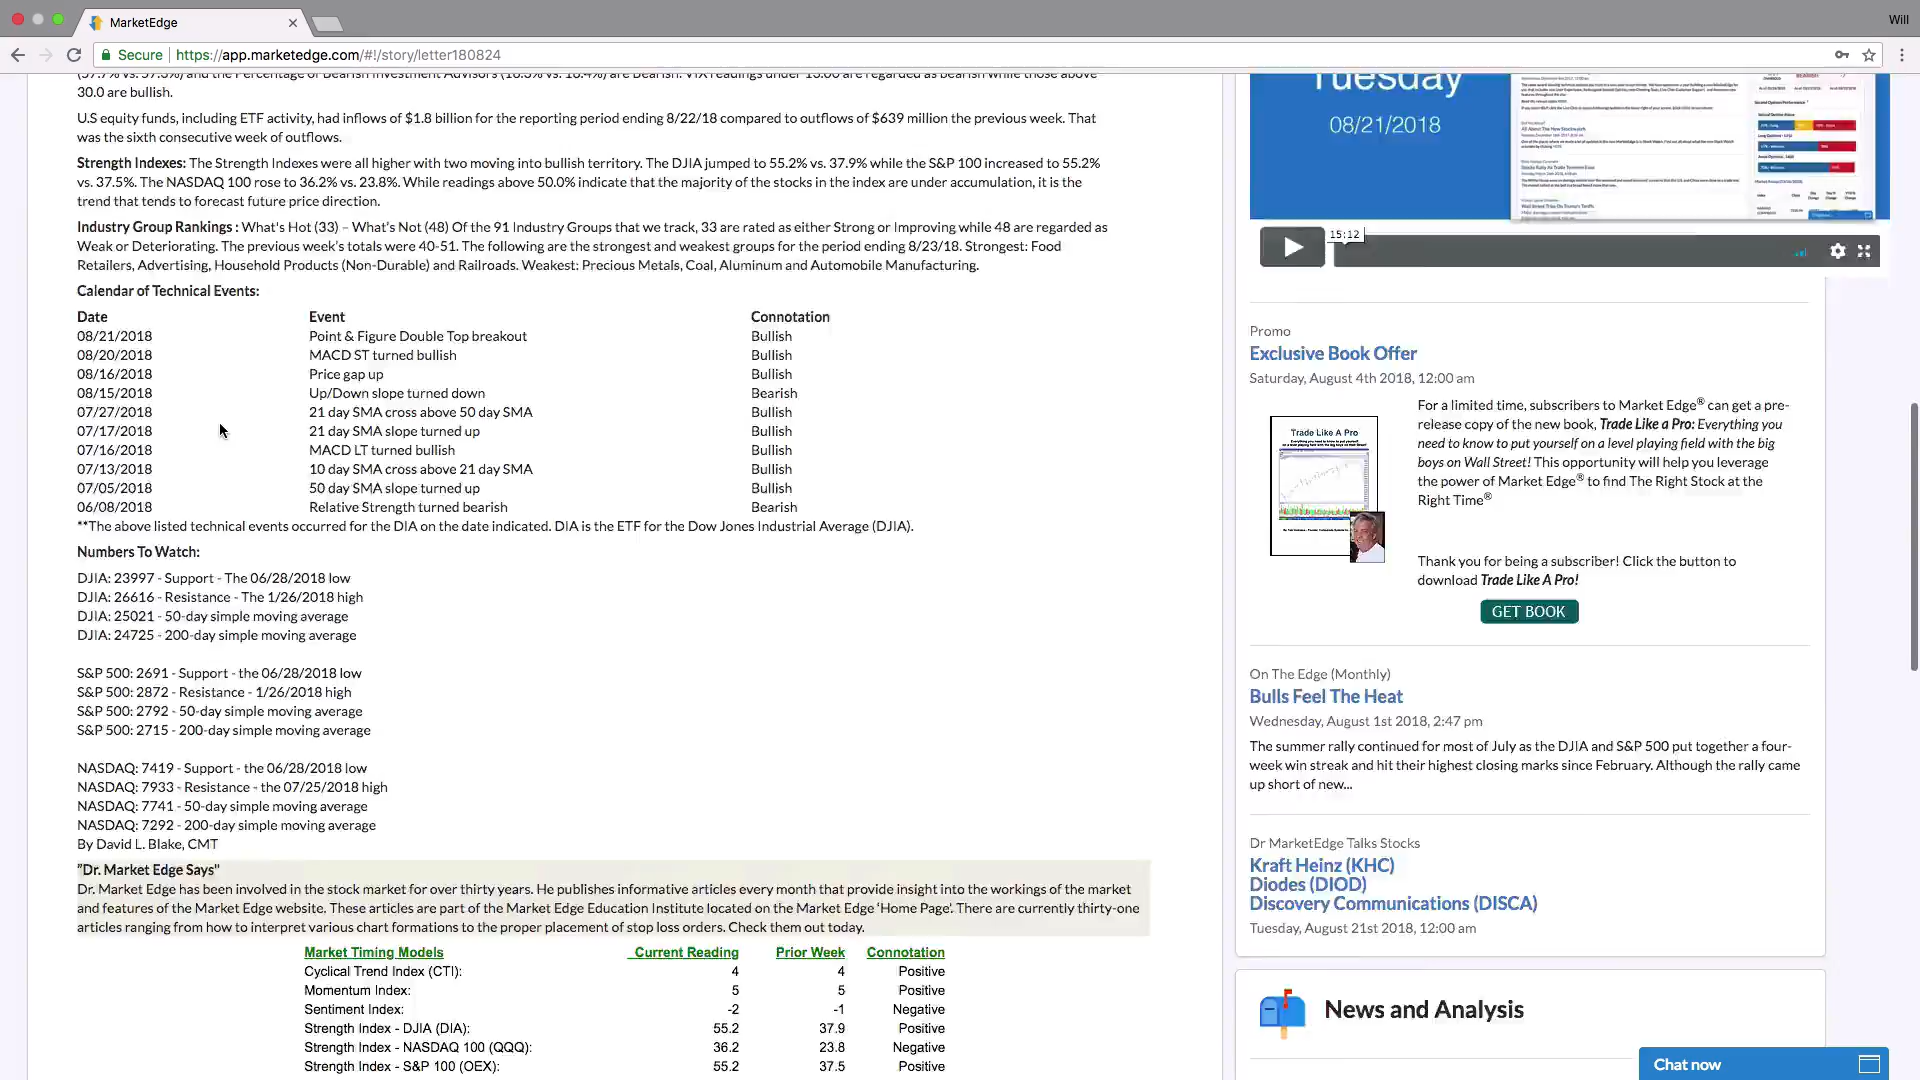 MarketEdge
Will
Secure
https://app.marketedge.com/#!/story/letter180824
(57.7% vs. 57.3%) and the Percentage of Bearish Investment Advisors (18.3% vs. 18.4%) are Bearish. VIX readings under 15.00 are regarded as bearish while those above
30.0 are bullish.
U.S equity funds, including ETF activity, had inflows of $1.8 billion for the reporting period ending 8/22/18 compared to outflows of $639 million the previous week. That
was the sixth consecutive week of outflows.
Strength Indexes: The Strength Indexes were all higher with two moving into bullish territory. The DJIA jumped to 55.2% vs. 37.9% while the S&P 100 increased to 55.2%
vs. 37.5%. The NASDAQ 100 rose to 36.2% vs. 23.8%. While readings above 50.0% indicate that the majority of the stocks in the index are under accumulation, it is the
trend that tends to forecast future price direction.
Industry Group Rankings : What's Hot (33) – What's Not (48) Of the 91 Industry Groups that we track, 33 are rated as either Strong or Improving while 48 are regarded as
Weak or Deteriorating. The previous week's totals were 40-51. The following are the strongest and weakest groups for the period ending 8/23/18. Strongest: Food
Retailers, Advertising, Household Products (Non-Durable) and Railroads. Weakest: Precious Metals, Coal, Aluminum and Automobile Manufacturing.
Calendar of Technical Events:
Date Event Connotation
08/21/2018 Point & Figure Double Top breakout Bullish
08/20/2018 MACD ST turned bullish Bullish
08/16/2018 Price gap up Bullish
08/15/2018 Up/Down slope turned down Bearish
07/27/2018 21 day SMA cross above 50 day SMA Bullish
07/17/2018 21 day SMA slope turned up Bullish
07/16/2018 MACD LT turned bullish Bullish
07/13/2018 10 day SMA cross above 21 day SMA Bullish
07/05/2018 50 day SMA slope turned up Bullish
06/08/2018 Relative Strength turned bearish Bearish
**The above listed technical events occurred for the DIA on the date indicated. DIA is the ETF for the Dow Jones Industrial Average (DJIA).
Numbers To Watch:
DJIA: 23997 - Support - The 06/28/2018 low
DJIA: 26616 - Resistance - The 1/26/2018 high
DJIA: 25021 - 50-day simple moving average
DJIA: 24725 - 200-day simple moving average
S&P 500: 2691 - Support - the 06/28/2018 low
S&P 500: 2872 - Resistance - 1/26/2018 high
S&P 500: 2792 - 50-day simple moving average
S&P 500: 2715 - 200-day simple moving average
NASDAQ: 7419 - Support - the 06/28/2018 low
NASDAQ: 7933 - Resistance - the 07/25/2018 high
NASDAQ: 7741 - 50-day simple moving average
NASDAQ: 7292 - 200-day simple moving average
By David L. Blake, CMT
"Dr. Market Edge Says"
Dr. Market Edge has been involved in the stock market for over thirty years. He publishes informative articles every month that provide insight into the workings of the market
and features of the Market Edge website. These articles are part of the Market Edge Education Institute located on the Market Edge 'Home Page'. There are currently thirty-one
articles ranging from how to interpret various chart formations to the proper placement of stop loss orders. Check them out today.
Market Timing Models Current Reading Prior Week Connotation
Cyclical Trend Index (CTI): 4 4 Positive
Momentum Index: 5 5 Positive
Sentiment Index: -2 -1 Negative
Strength Index - DJIA (DIA): 55.2 37.9 Positive
Strength Index - NASDAQ 100 (QQQ): 36.2 23.8 Negative
Strength Index - S&P 100 (OEX): 55.2 37.5 Positive
Tuesday
08/21/2018
15:12
Promo
Exclusive Book Offer
Saturday, August 4th 2018, 12:00 am
Trade Like A Pro
For a limited time, subscribers to Market Edge® can get a pre-
release copy of the new book, Trade Like a Pro: Everything you
need to know to put yourself on a level playing field with the big
boys on Wall Street! This opportunity will help you leverage
the power of Market Edge® to find The Right Stock at the
Right Time®
Thank you for being a subscriber! Click the button to
download Trade Like A Pro!
GET BOOK
On The Edge (Monthly)
Bulls Feel The Heat
Wednesday, August 1st 2018, 2:47 pm
The summer rally continued for most of July as the DJIA and S&P 500 put together a four-
week win streak and hit their highest closing marks since February. Although the rally came
up short of new...
Dr MarketEdge Talks Stocks
Kraft Heinz (KHC)
Diodes (DIOD)
Discovery Communications (DISCA)
Tuesday, August 21st 2018, 12:00 am
News and Analysis
Chat now